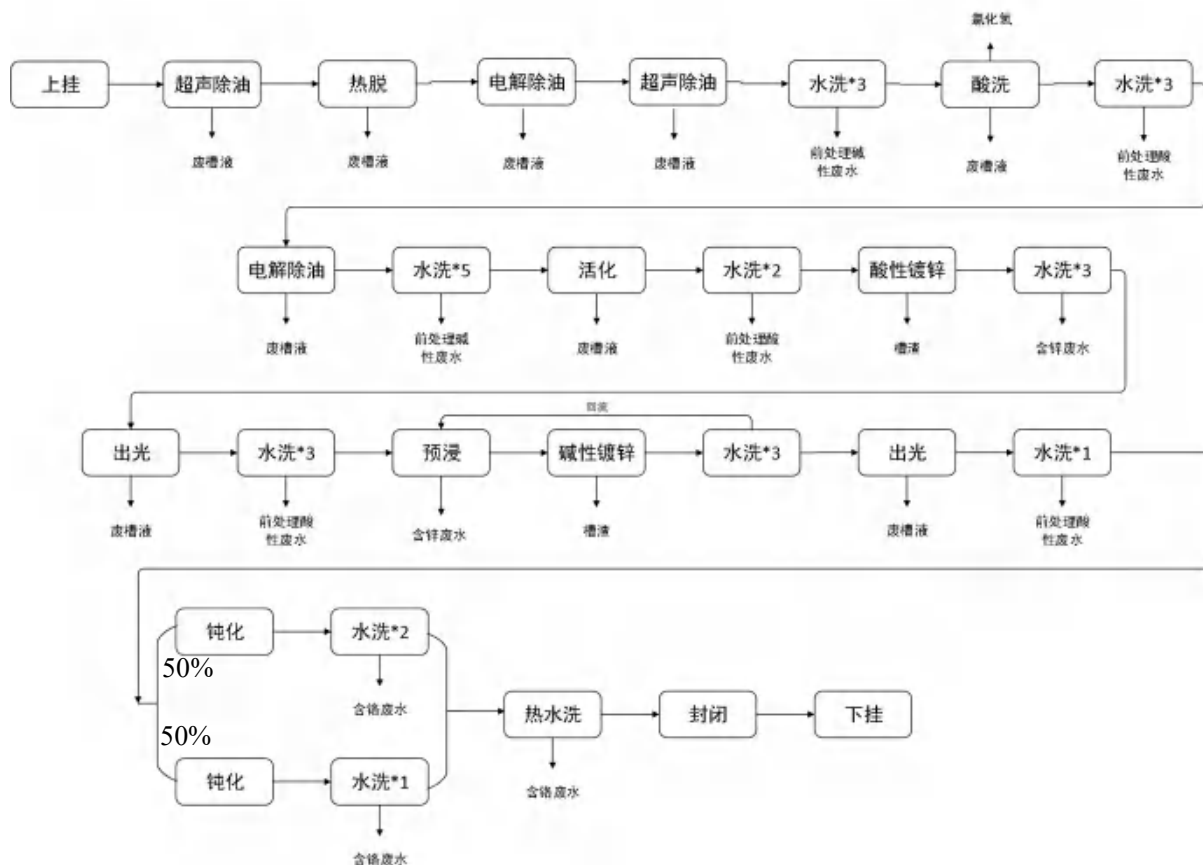 氯化氢
上挂
超声除油
热脱
电解除油
超声除油
水洗*3
酸洗
水洗*3
废槽液
废槽液
废槽液
废槽液
前处理碱
性废水
废槽液
前处理酸
性废水
电解除油
水洗*5
活化
水洗*2
酸性镀锌
水洗*3
废槽液
前处理碱
性废水
废槽液
前处理酸
性废水
槽渣
含锌废水
回流
出光
水洗*3
预浸
碱性镀锌
水洗*3
出光
水洗*1
废槽液
前处理酸
性废水
含锌废水
槽渣
废槽液
前处理酸
性废水
钝化
水洗*2
50%
含铬废水
热水洗
封闭
下挂
50%
钝化
水洗*1
含铬废水
含铬废水